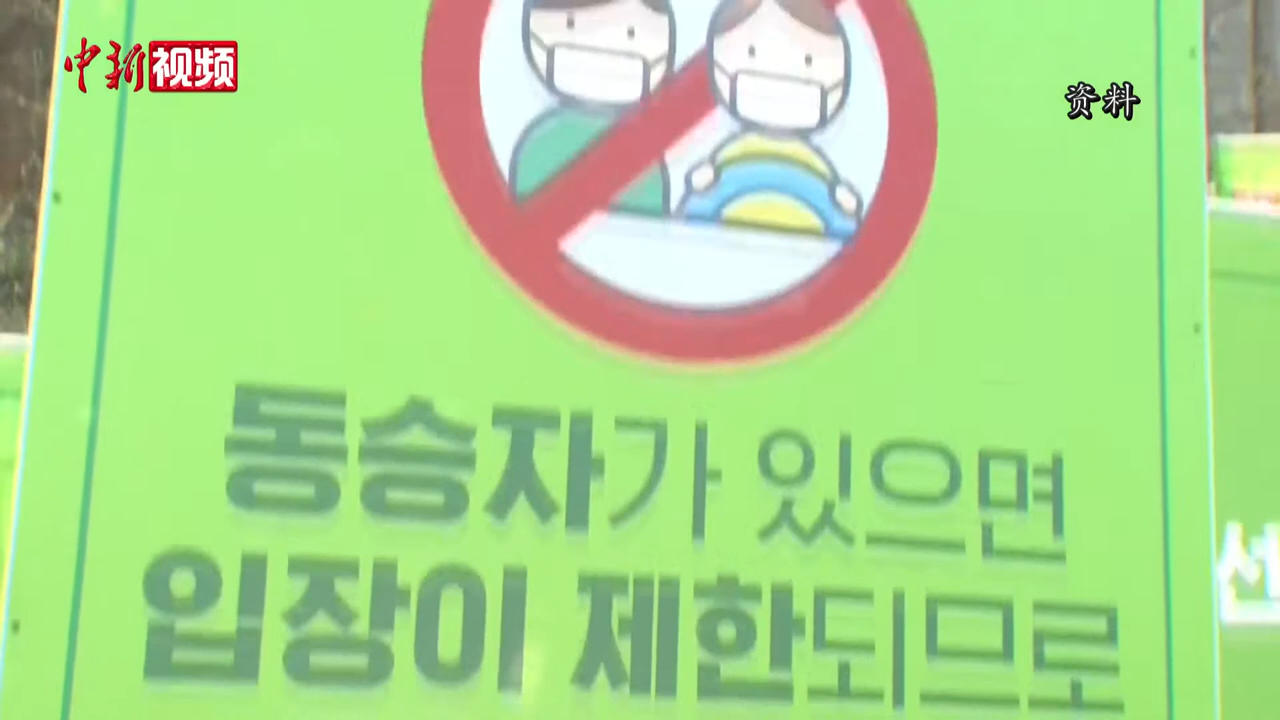 中新视频
资料
동승자가 있으면
입장이 제한되므로
선